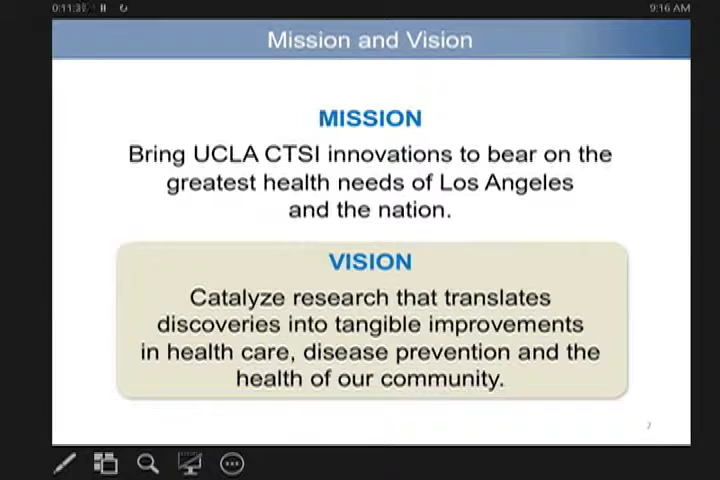 9:16 AM
Mission and Vision
MISSION
Bring UCLA CTSI innovations to bear on the
greatest health needs of Los Angeles
and the nation.
VISION
Catalyze research that translates
discoveries into tangible improvements
in health care, disease prevention and the
health of our community.
7